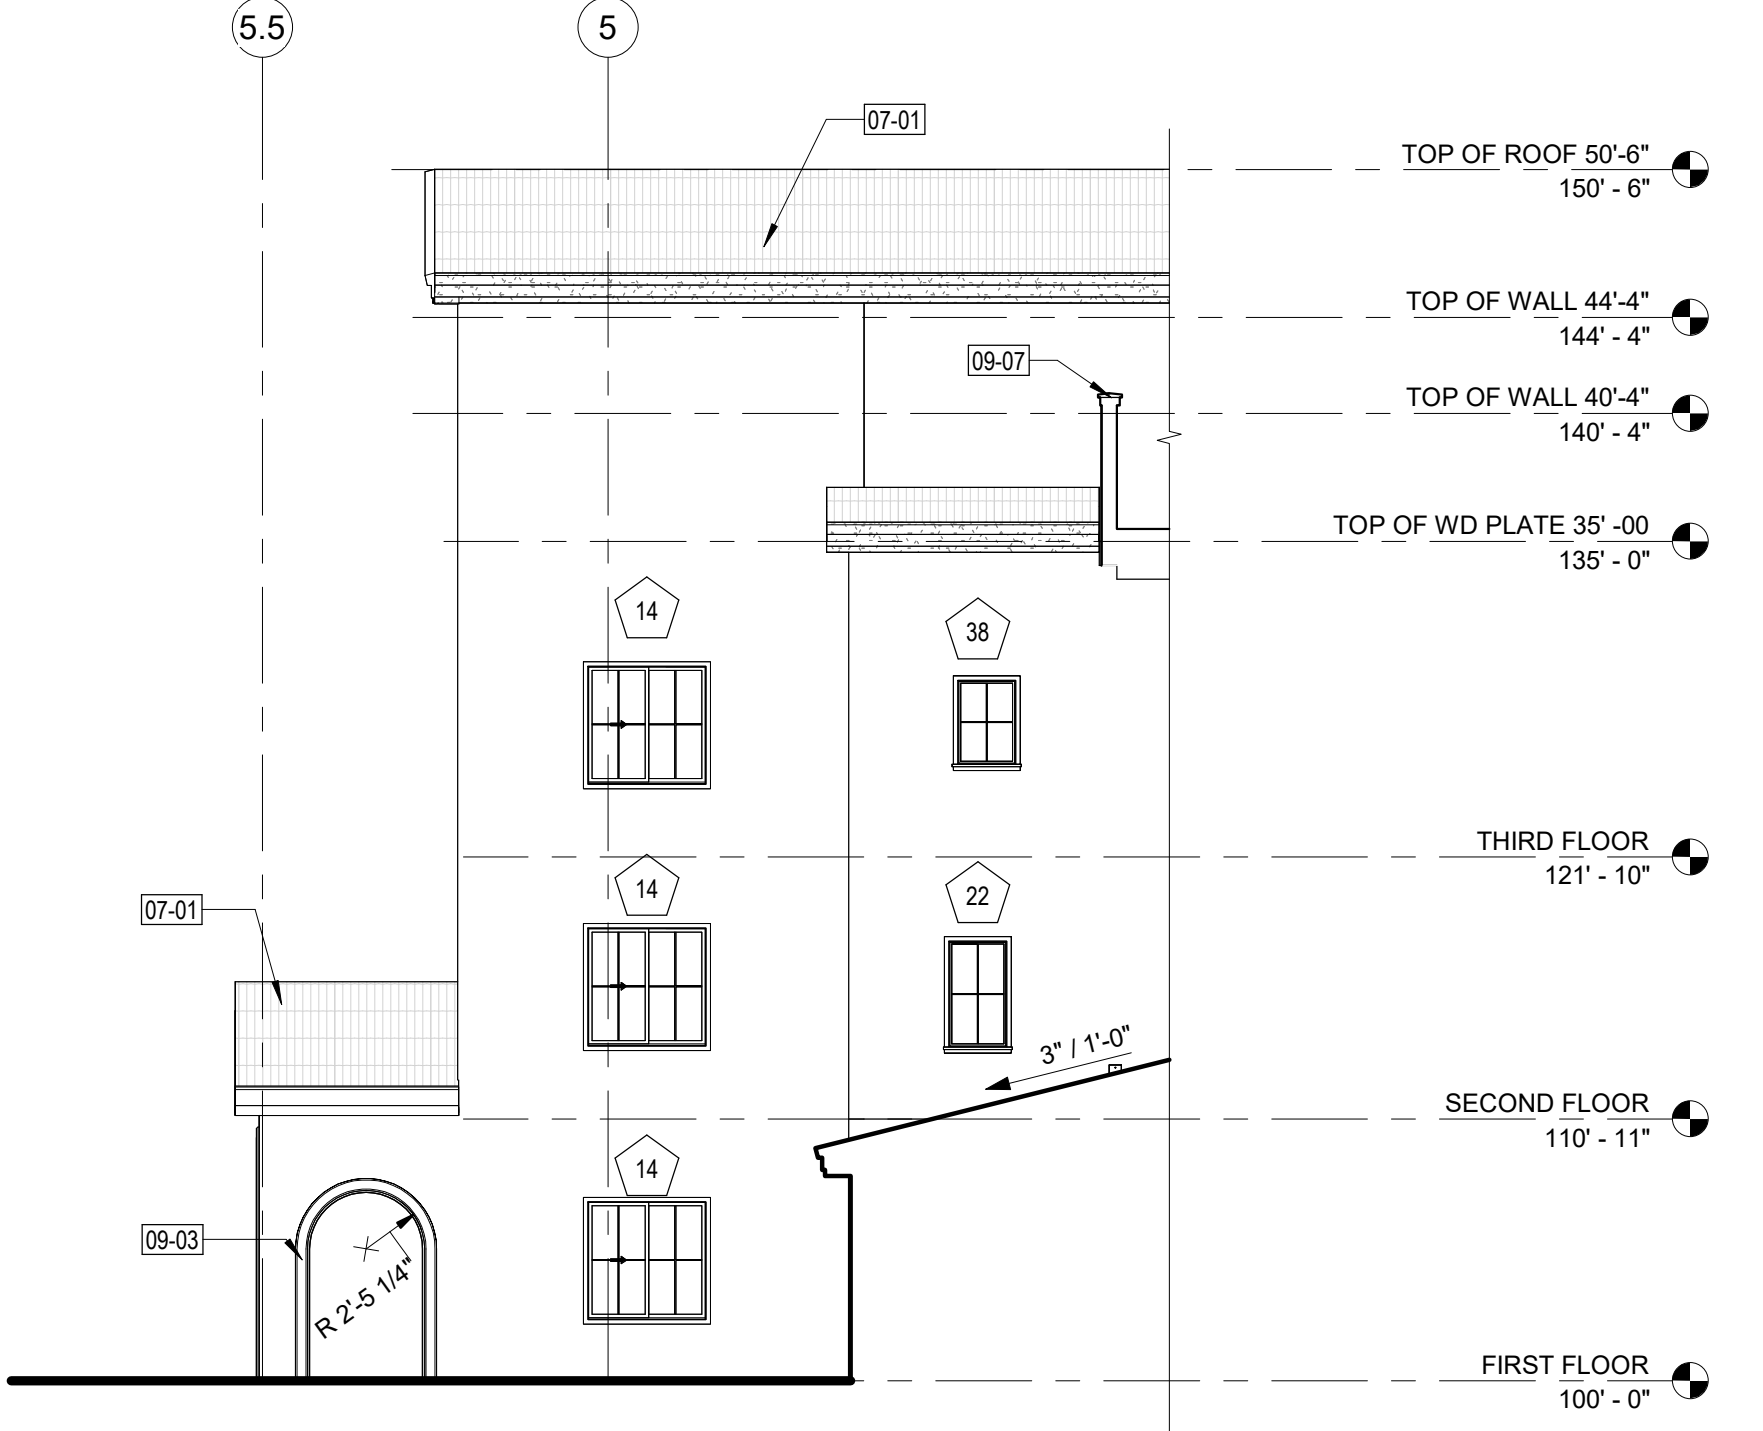 5.5
5
07-01
TOP OF ROOF 50'-6"
150' - 6"
TOP OF WALL 44'-4"
144' - 4"
09-07
TOP OF WALL 40'-4"
140' - 4"
TOP OF WD PLATE 35' -00
135' - 0"
14
38
THIRD FLOOR
121' - 10"
14
22
07-01
3" / 1'-0"
SECOND FLOOR
110' - 11"
14
09-03
R 2'-5 1/4"
FIRST FLOOR
100' - 0"